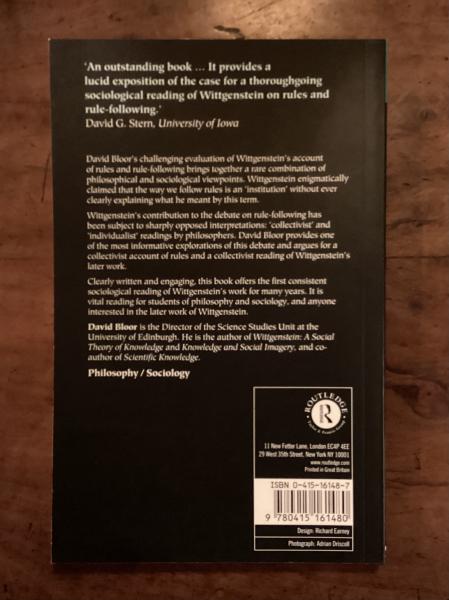 'An outstanding book ... It provides a
lucid exposition of the case for a thoroughgoing
sociological reading of Wittgenstein on rules and
rule-following.'
David G. Stern, University of Iowa
David Bloor's challenging evaluation of Wittgenstein's account
of rules and rule-following brings together a rare combination of
philosophical and sociological viewpoints. Wittgenstein enigmatically
claimed that the way we follow rules is an 'institution' without ever
clearly explaining what he meant by this term.
Wittgenstein's contribution to the debate on rule-following has
been subject to sharply opposed interpretations: 'collectivist' and
'individualist' readings by philosophers. David Bloor provides one
of the most informative explorations of this debate and argues for a
collectivist account of rules and a collectivist reading of Wittgenstein's
later work.
Clearly written and engaging, this book offers the first consistent
sociological reading of Wittgenstein's work for many years. It is
vital reading for students of philosophy and sociology, and anyone
interested in the later work of Wittgenstein.
David Bloor is the Director of the Science Studies Unit at the
University of Edinburgh. He is the author of Wittgenstein: A Social
Theory of Knowledge and Knowledge and Social Imagery, and co-
author of Scientific Knowledge.
Philosophy / Sociology
ROUTLEDGE
R
Taylor & Francis Group
11 New Fetter Lane, London EC4P 4EE
29 West 35th Street, New York NY 10001
www.routledge.com
Printed in Great Britain
ISBN 0-415-16148-7
9 780415 161480
Design: Richard Earney
Photograph: Adrian Driscoll